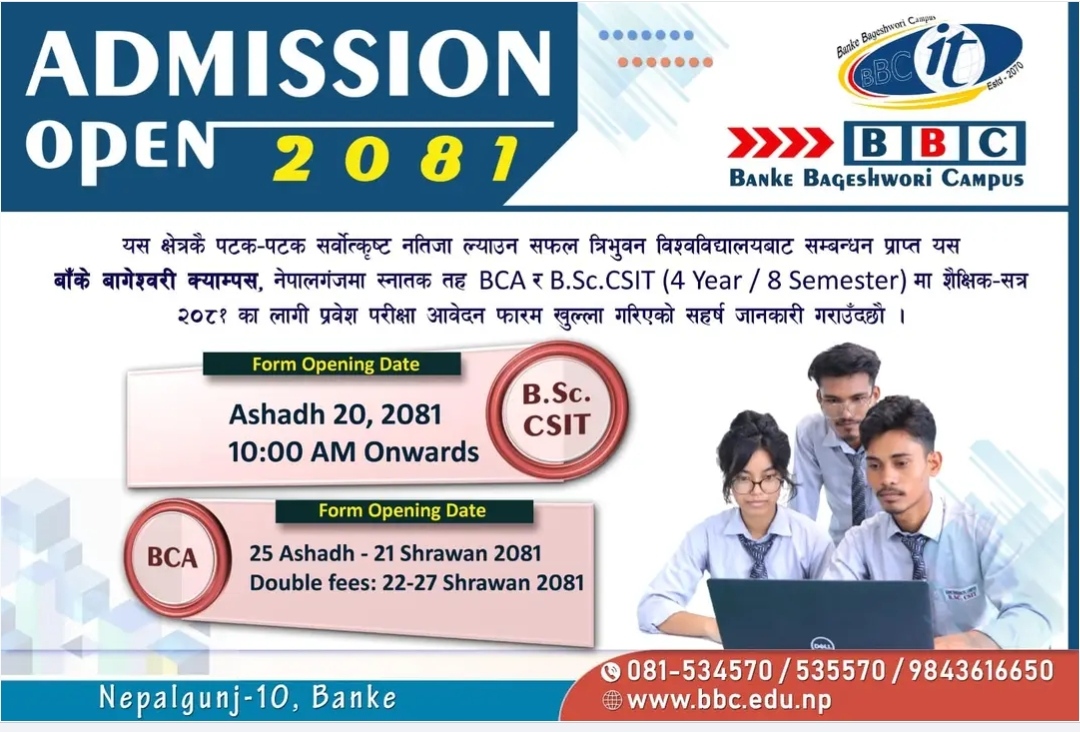 ADMISSION
OPEN 2081
Banke Bageshwori Campus
BBC it
Estd - 2070
BBC
BANKE BAGESHWORI CAMPUS
यस क्षेत्रकै पटक-पटक सर्वोत्कृष्ट नतिजा ल्याउन सफल त्रिभुवन विश्वविद्यालयबाट सम्बन्धन प्राप्त यस
बाँके बागेश्वरी क्याम्पस, नेपालगंजमा स्नातक तह BCA र B.Sc.CSIT (4 Year / 8 Semester) मा शैक्षिक-सत्र
२०८१ का लागी प्रवेश परीक्षा आवेदन फारम खुल्ला गरिएको सहर्ष जानकारी गराउँदछौ ।
Form Opening Date
Ashadh 20, 2081
10:00 AM Onwards
B.Sc.
CSIT
Form Opening Date
BCA
25 Ashadh - 21 Shrawan 2081
Double fees: 22-27 Shrawan 2081
DELL
Nepalgunj-10, Banke
081-534570 / 535570 / 9843616650
www.bbc.edu.np